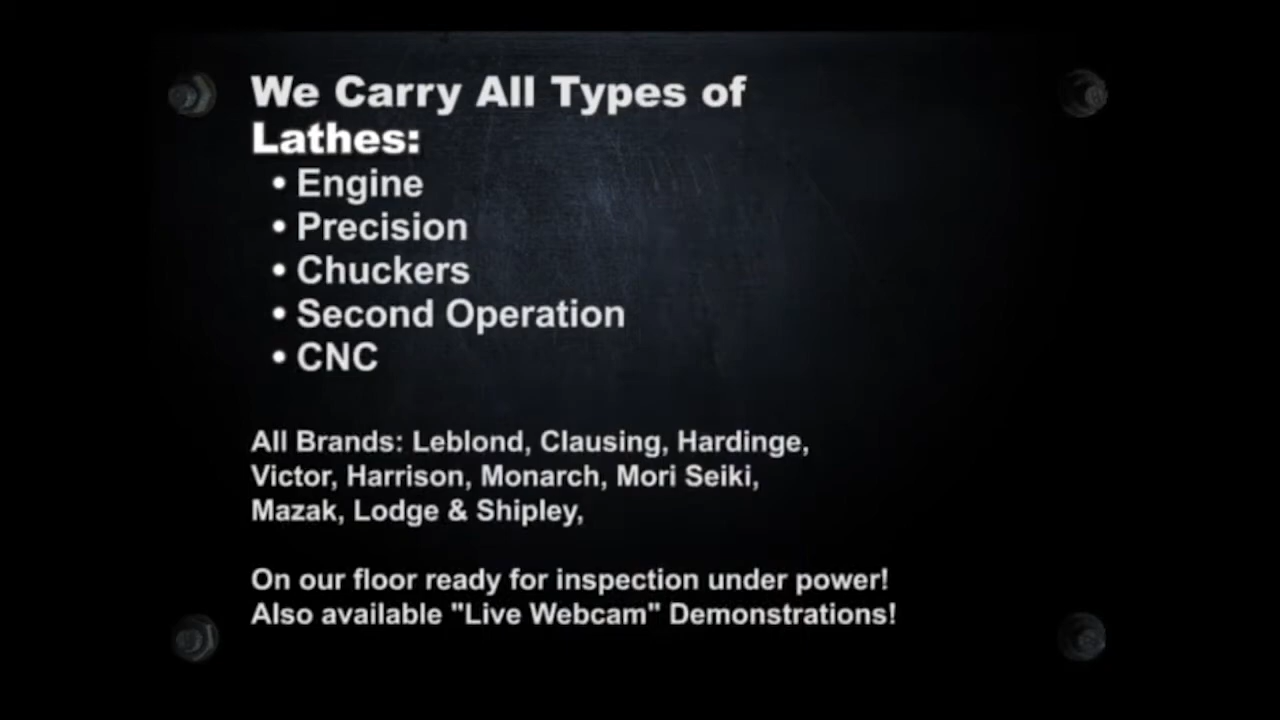 We Carry All Types of
Lathes:
• Engine
• Precision
• Chuckers
• Second Operation
• CNC
All Brands: Leblond, Clausing, Hardinge,
Victor, Harrison, Monarch, Mori Seiki,
Mazak, Lodge & Shipley,
On our floor ready for inspection under power!
Also available "Live Webcam" Demonstrations!